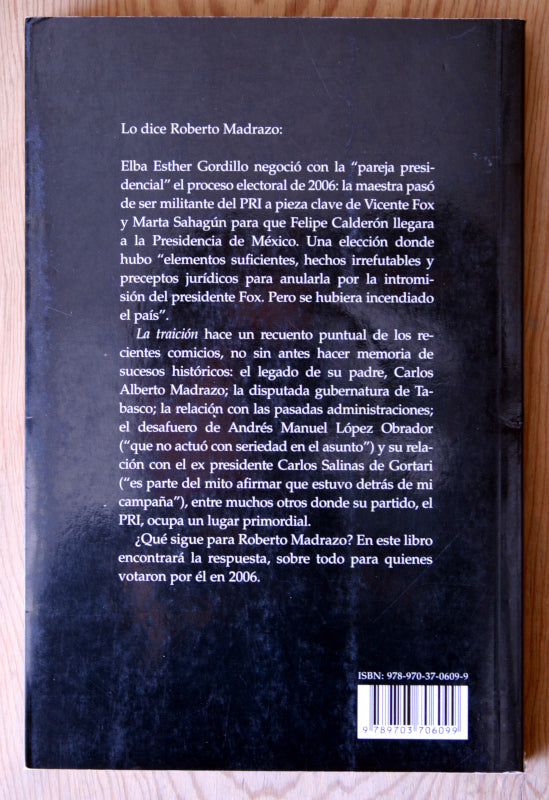 Lo dice Roberto Madrazo:
Elba Esther Gordillo negoció con la “pareja presi-
dencial” el proceso electoral de 2006: la maestra pasó
de ser militante del PRI a pieza clave de Vicente Fox
y Marta Sahagún para que Felipe Calderón llegara
a la Presidencia de México. Una elección donde
hubo “elementos suficientes, hechos irrefutables y
preceptos jurídicos para anularla por la intromi-
sión del presidente Fox. Pero se hubiera incendiado
el país”.
La traición hace un recuento puntual de los re-
cientes comicios, no sin antes hacer memoria de
sucesos históricos: el legado de su padre, Carlos
Alberto Madrazo; la disputada gubernatura de Ta-
basco; la relación con las pasadas administraciones;
el desafuero de Andrés Manuel López Obrador
(“que no actuó con seriedad en el asunto”) y su rela-
ción con el ex presidente Carlos Salinas de Gortari
(“es parte del mito afirmar que estuvo detrás de mi
campaña”), entre muchos otros donde su partido, el
PRI, ocupa un lugar primordial.
¿Qué sigue para Roberto Madrazo? En este libro
encontrará la respuesta, sobre todo para quienes
votaron por él en 2006.
ISBN: 978-970-37-0609-9
9 789703 706099